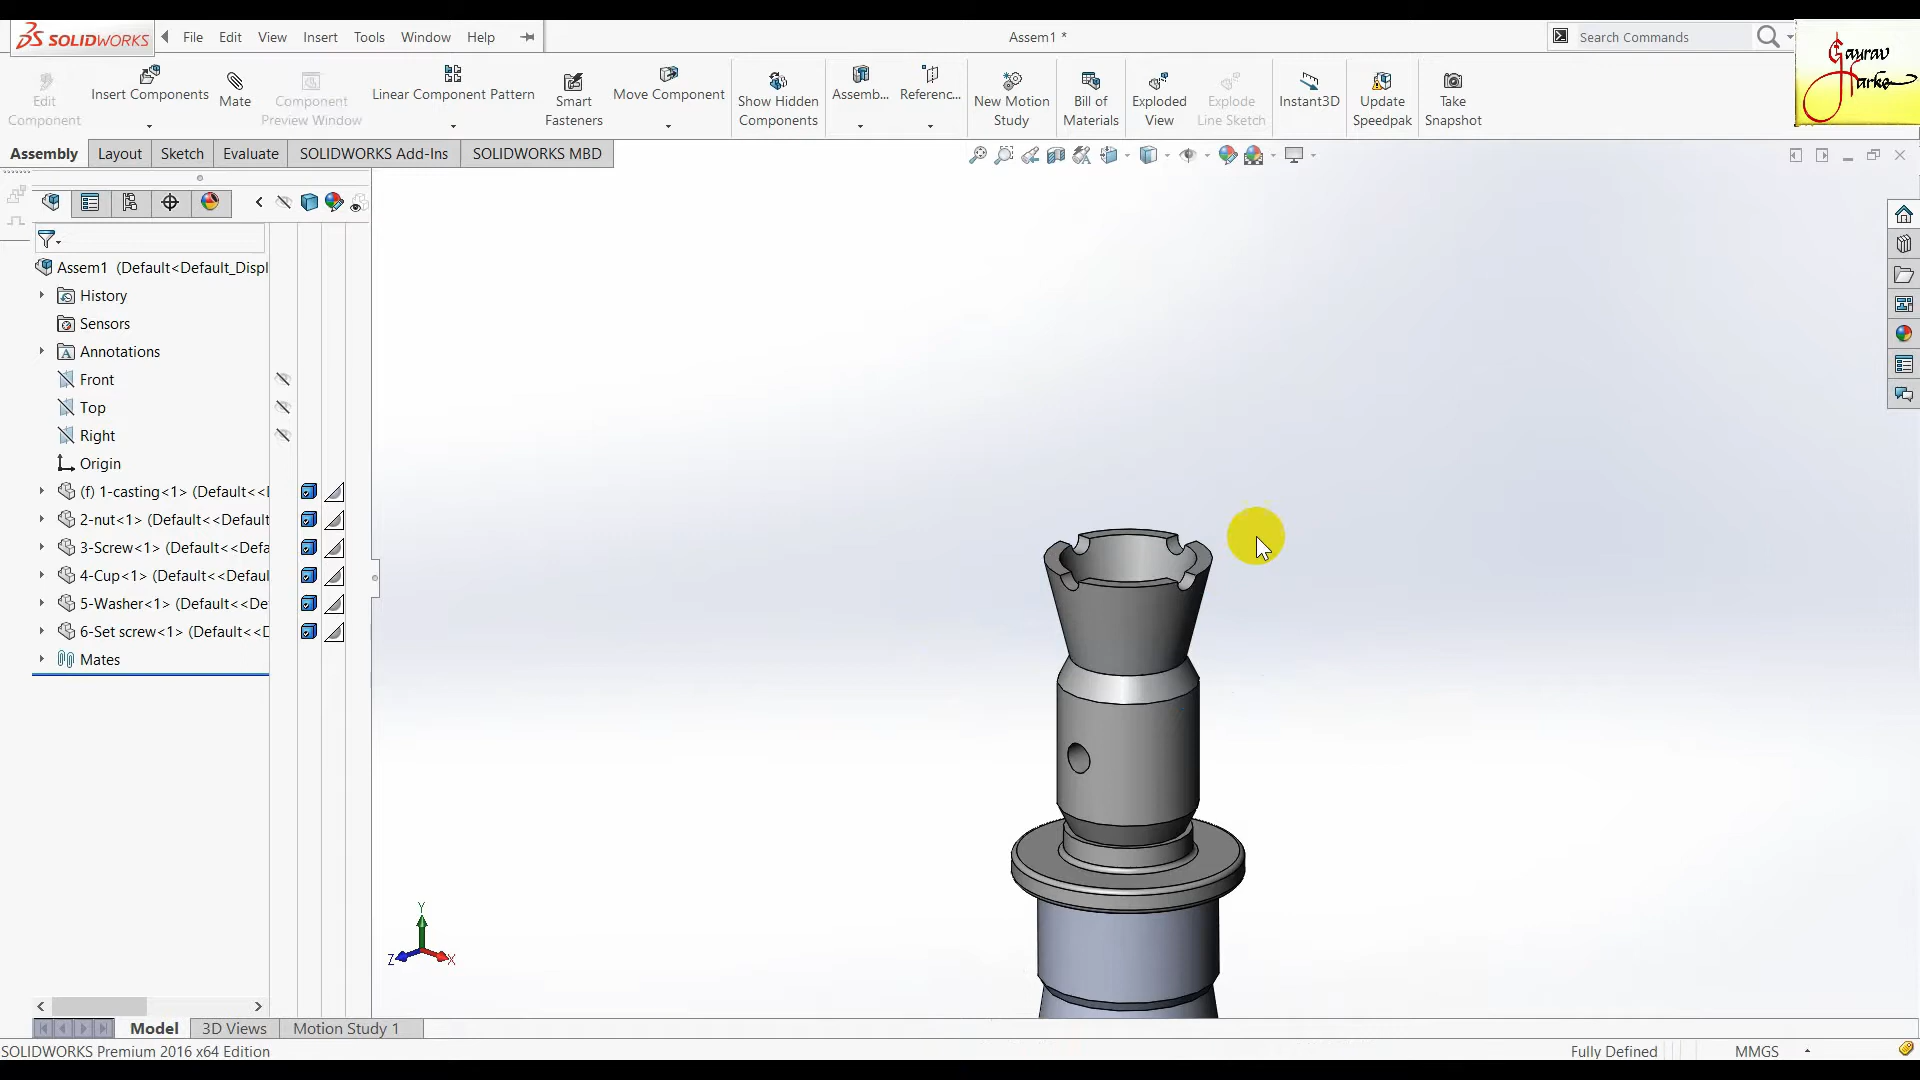 SOLIDWORKS File Edit View Insert Tools Window Help Assem1 * Search Commands
Gaurav
Harke
Edit
Component
Insert Components
Mate
Component
Preview Window
Linear Component Pattern
Smart
Fasteners
Move Component
Show Hidden
Components
Assemb...
Referenc...
New Motion
Study
Bill of
Materials
Exploded
View
Explode
Line Sketch
Instant3D
Update
Speedpak
Take
Snapshot
Assembly Layout Sketch Evaluate SOLIDWORKS Add-Ins SOLIDWORKS MBD
Assem1 (Default<Default_Displ
History
Sensors
Annotations
Front
Top
Right
Origin
(f) 1-casting<1> (Default<<I
2-nut<1> (Default<<Default
3-Screw<1> (Default<<Defa
4-Cup<1> (Default<<Defaul
5-Washer<1> (Default<<De
6-Set screw<1> (Default<<D
Mates
Y
Z X
Model 3D Views Motion Study 1
SOLIDWORKS Premium 2016 x64 Edition Fully Defined MMGS